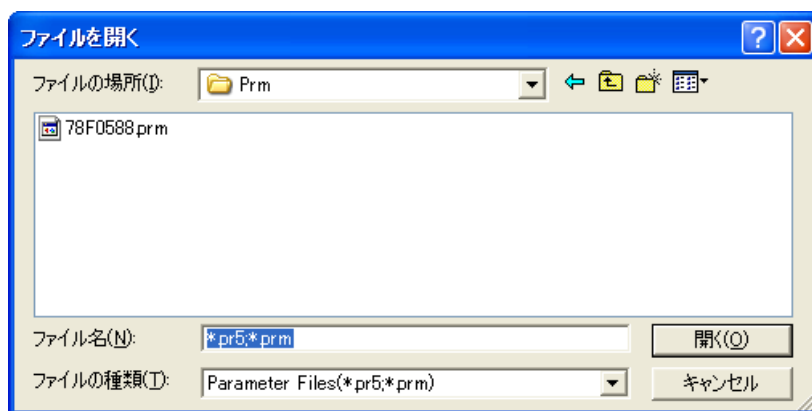 ファイルを開く
ファイルの場所(I): Prm
78F0588.prm
ファイル名(N): *.pr5;*.prm 開く(O)
ファイルの種類(T): Parameter Files(*.pr5;*.prm) キャンセル